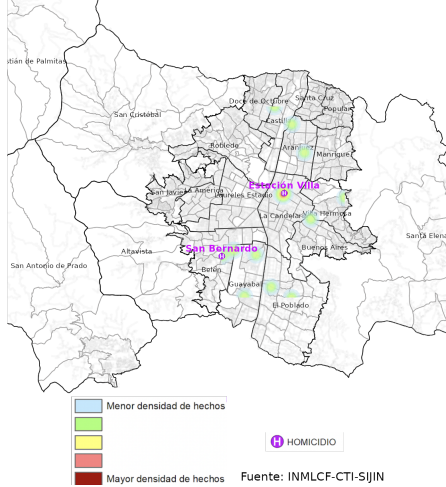 stián de Palmitas
San Cristóbal
Doce de Octubre
Santa Cruz
Popular
Castilla
Aranjuez
Manrique
Robledo
San Javier
La América
Laureles Estadio
Estación Villa
La Candelaria
Villa Hermosa
Buenos Aires
Santa Elena
Altavista
San Bernardo
San Antonio de Prado
Belén
Guayabal
El Poblado
Menor densidad de hechos
H HOMICIDIO
Mayor densidad de hechos
Fuente: INMLCF-CTI-SIJIN